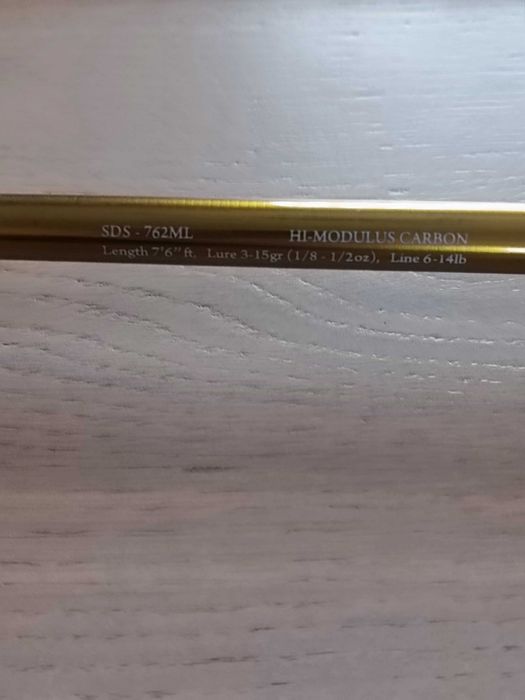 SDS - 762ML HI-MODULUS CARBON
Length 7'6"ft, Lure 3-15gr (1/8 - 1/2oz), Line 6-14lb